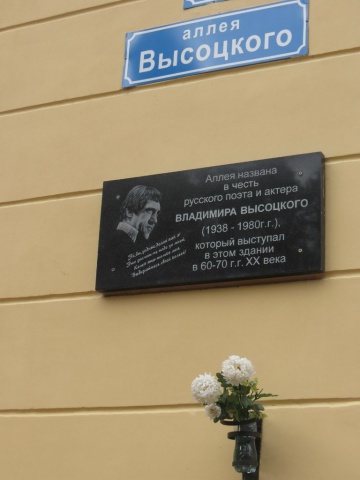 аллея
Высоцкого
Аллея названа
в честь
русского поэта и актера
ВЛАДИМИРА ВЫСОЦКОГО
(1938 - 1980г.г.),
который выступал
в этом здании
в 60-70 г.г. XX века